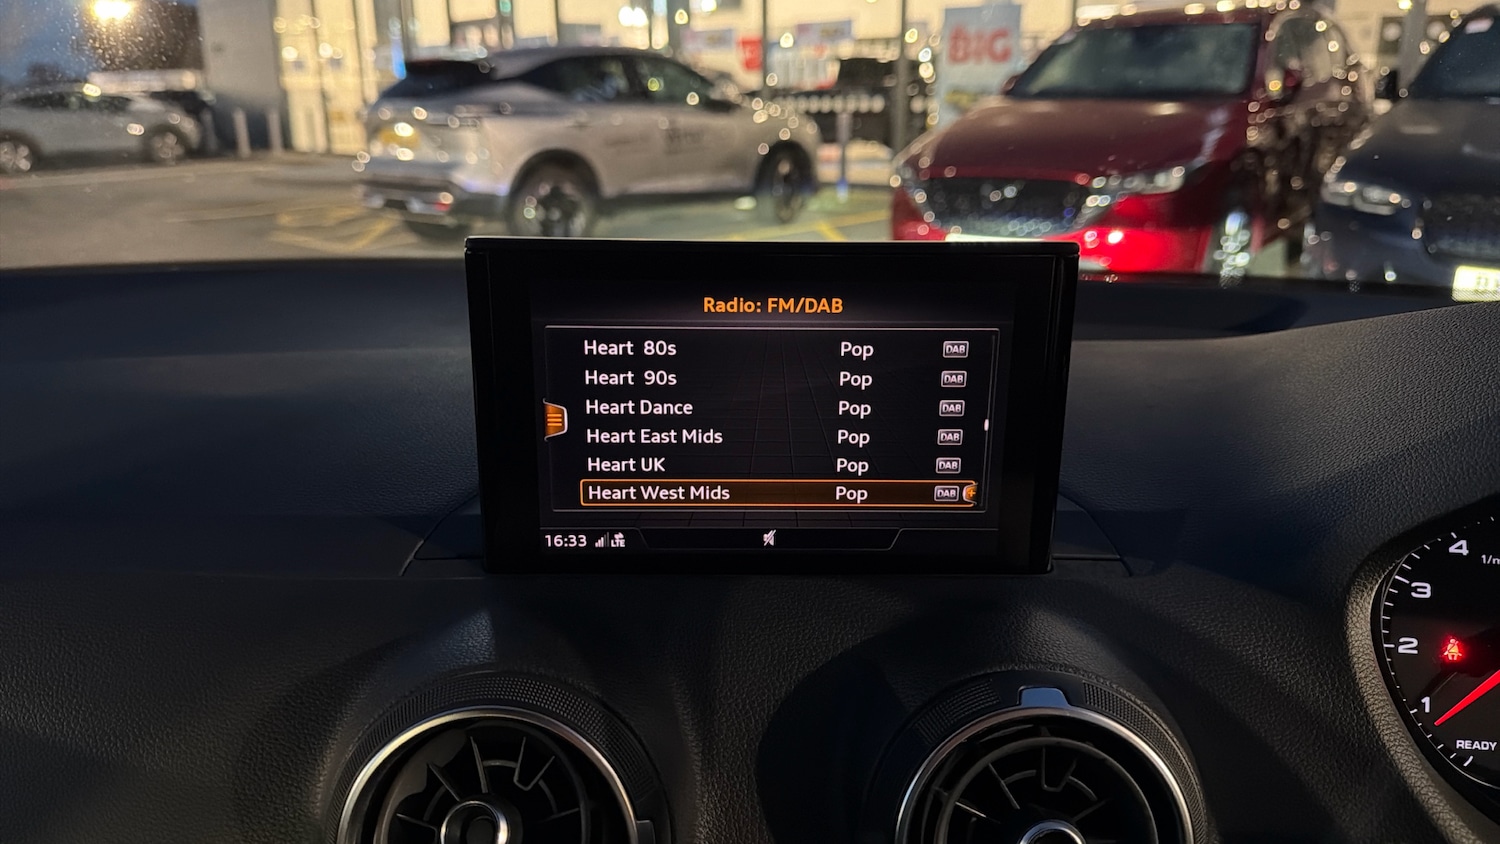 BIG
Radio: FM/DAB
Heart 80s Pop DAB
Heart 90s Pop DAB
Heart Dance Pop DAB
Heart East Mids Pop DAB
Heart UK Pop DAB
Heart West Mids Pop DAB
16:33 LTE
4
3
2
1
READY